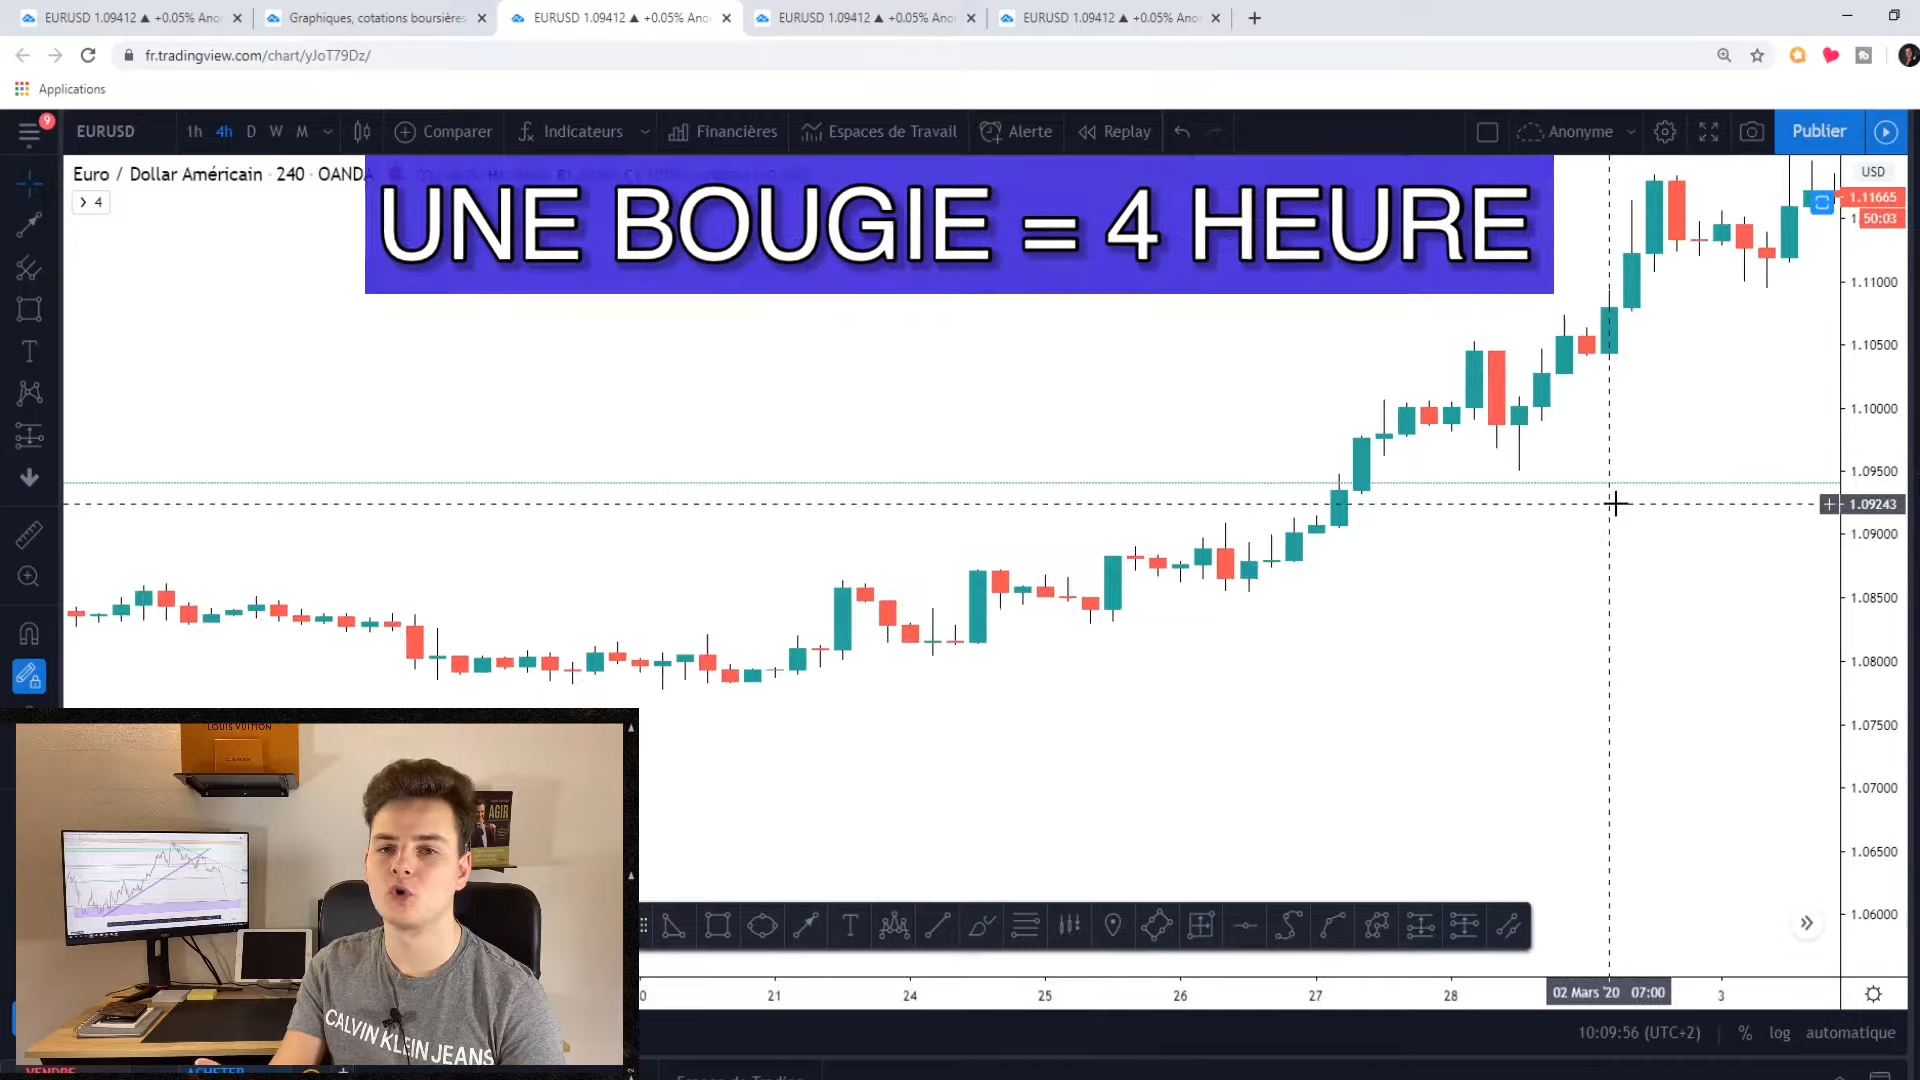 EURUSD 1.09412 ▲ +0.05% Ano
Graphiques, cotations boursières
EURUSD 1.09412 ▲ +0.05% Ano
EURUSD 1.09412 ▲ +0.05% Ano
EURUSD 1.09412 ▲ +0.05% Ano
fr.tradingview.com/chart/yJoT79Dz/
Applications
9
EURUSD
1h 4h D W M
Comparer
Indicateurs
Financières
Espaces de Travail
Alerte
Replay
Anonyme
Publier
Euro / Dollar Américain · 240 · OANDA
4
UNE BOUGIE = 4 HEURE
USD
1.11665
50:03
1.11000
1.10500
1.10000
1.09500
1.09243
1.09000
1.08500
1.08000
1.07500
1.07000
1.06500
1.06000
LOUIS VUITTON
AGIR
CALVIN KLEIN JEANS
21 24 25 26 27 28 02 Mars '20 07:00 3
10:09:56 (UTC+2) % log automatique
VENDRE
ACHETER